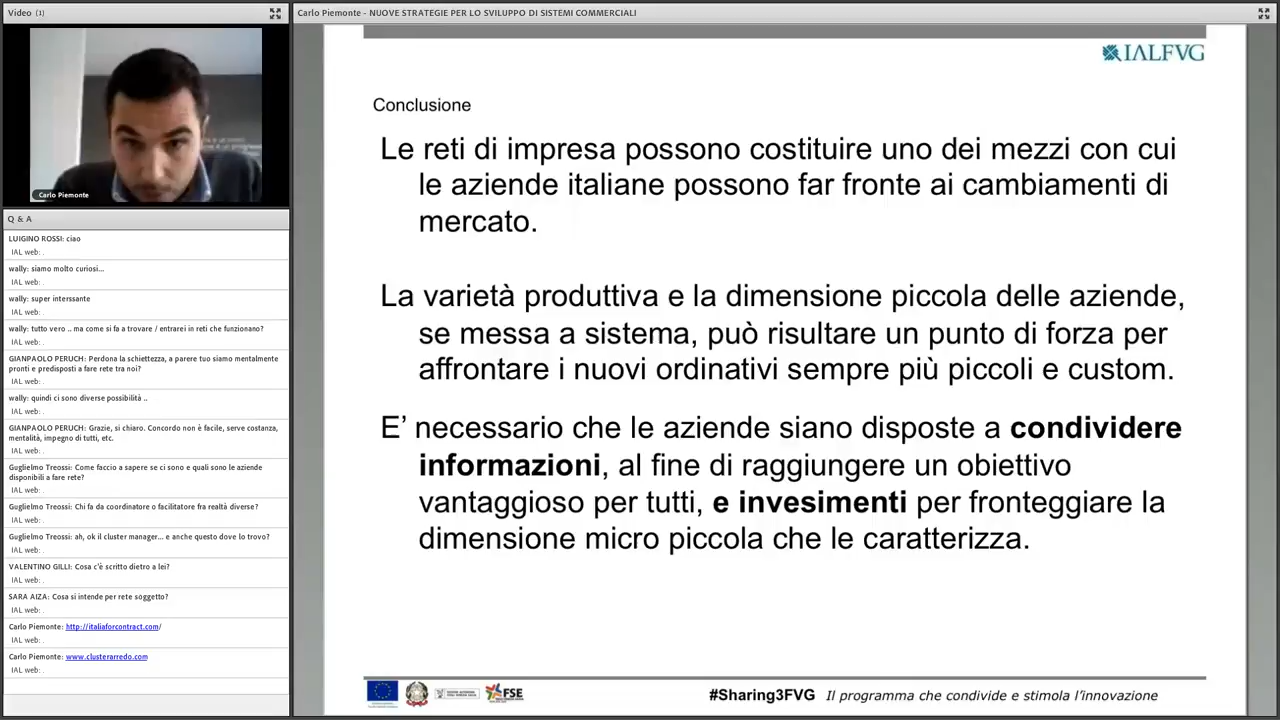 Video (1)
Carlo Piemonte - NUOVE STRATEGIE PER LO SVILUPPO DI SISTEMI COMMERCIALI
Carlo Piemonte
Q & A
LUIGINO ROSSI: ciao
IAL web: .
wally: siamo molto curiosi...
IAL web: .
wally: super interssante
IAL web: .
wally: tutto vero .. ma come si fa a trovare / entrarei in reti che funzionano?
IAL web: .
GIANPAOLO PERUCH: Perdona la schiettezza, a parere tuo siamo mentalmente
pronti e predisposti a fare rete tra noi?
IAL web: .
wally: quindi ci sono diverse possibilità ..
IAL web: .
GIANPAOLO PERUCH: Grazie, si chiaro. Concordo non è facile, serve costanza,
mentalità, impegno di tutti, etc.
IAL web: .
Guglielmo Treossi: Come faccio a sapere se ci sono e quali sono le aziende
disponibili a fare rete?
IAL web: .
Guglielmo Treossi: Chi fa da coordinatore o facilitatore fra realtà diverse?
IAL web: .
Guglielmo Treossi: ah, ok il cluster manager... e anche questo dove lo trovo?
IAL web: .
VALENTINO GILLI: Cosa c'è scritto dietro a lei?
IAL web: .
SARA AIZA: Cosa si intende per rete soggetto?
IAL web: .
Carlo Piemonte: http://italiaforcontract.com/
IAL web: .
Carlo Piemonte: www.clusterarredo.com
IAL web: .
IALFVG
Conclusione
Le reti di impresa possono costituire uno dei mezzi con cui
le aziende italiane possono far fronte ai cambiamenti di
mercato.
La varietà produttiva e la dimensione piccola delle aziende,
se messa a sistema, può risultare un punto di forza per
affrontare i nuovi ordinativi sempre più piccoli e custom.
E' necessario che le aziende siano disposte a condividere
informazioni, al fine di raggiungere un obiettivo
vantaggioso per tutti, e invesimenti per fronteggiare la
dimensione micro piccola che le caratterizza.
FSE
#Sharing3FVG Il programma che condivide e stimola l'innovazione